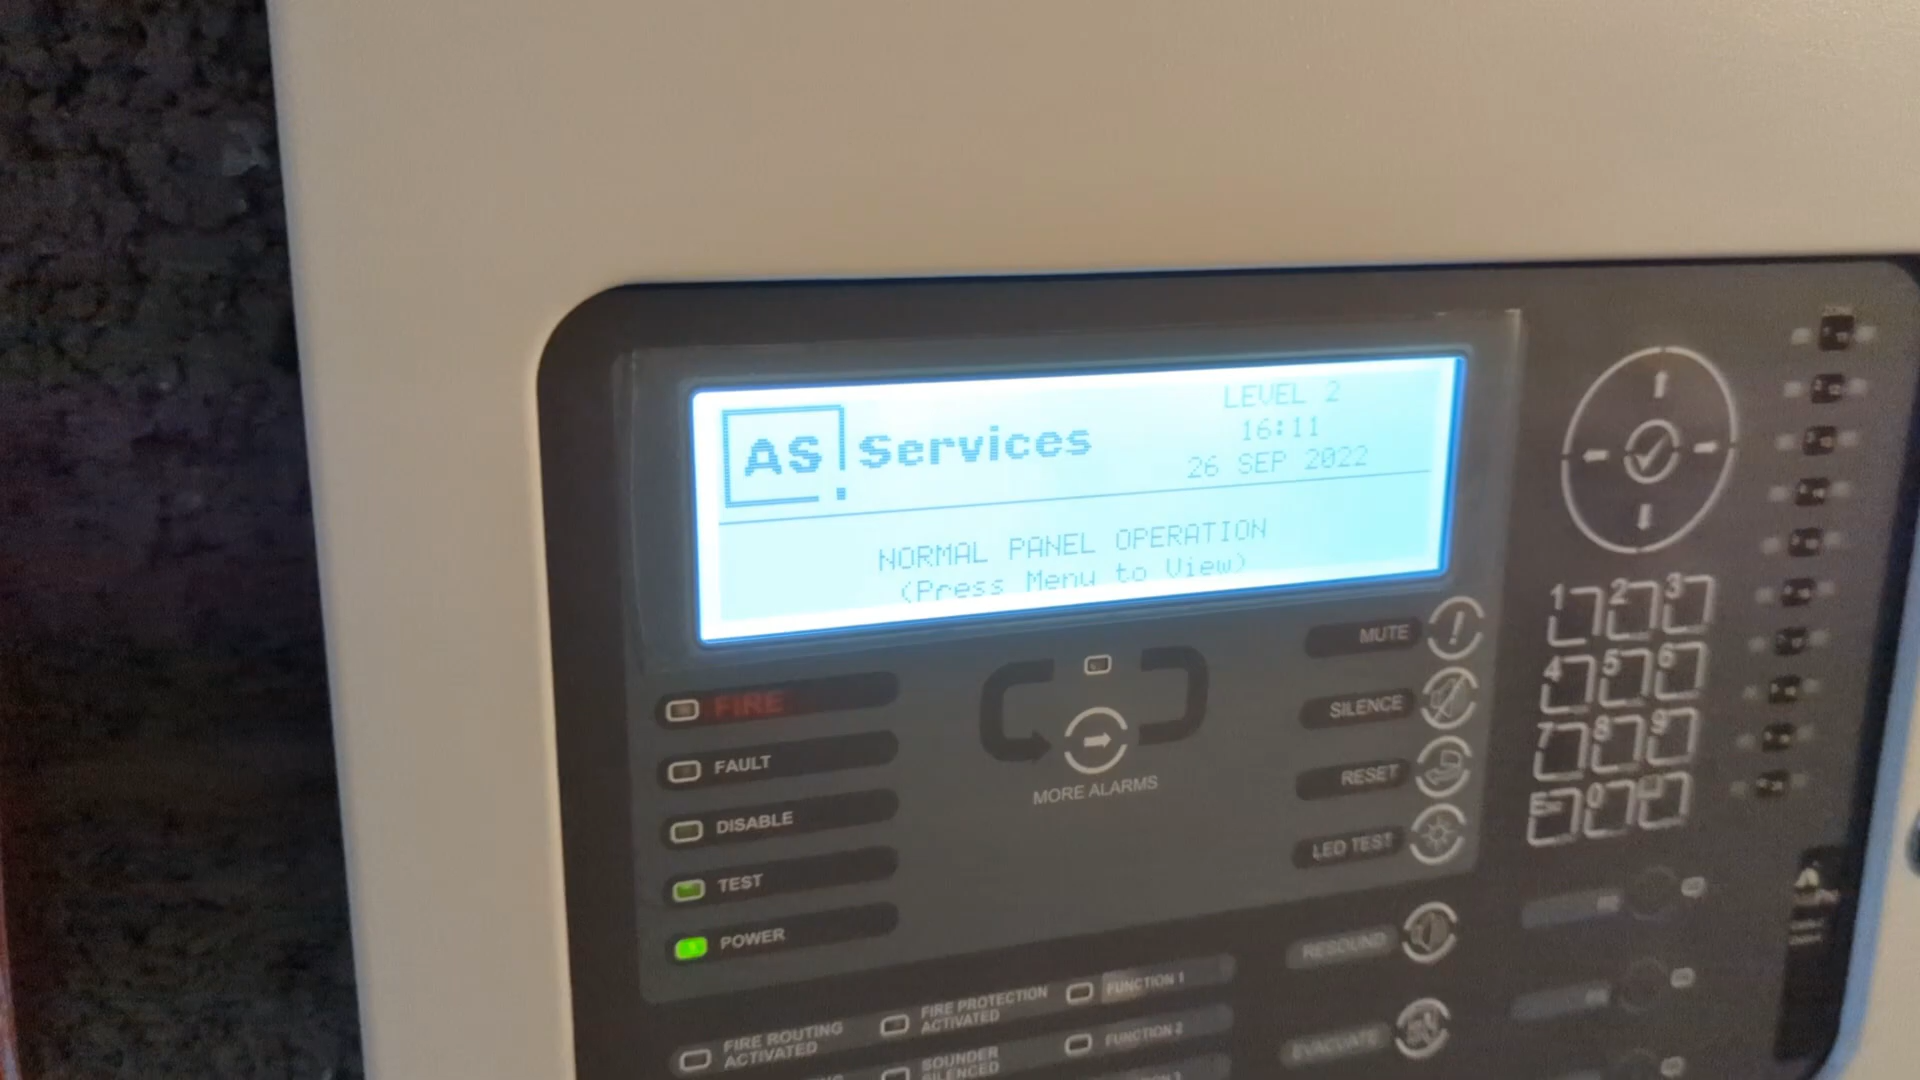 AS Services
LEVEL 2
16:11
26 SEP 2022
NORMAL PANEL OPERATION
(Press Menu to View)
FIRE
FAULT
DISABLE
TEST
POWER
MORE ALARMS
MUTE
SILENCE
RESET
LED TEST
1 2 3
4 5 6
7 8 9
Esc 0
RESOUND
EVACUATE
FIRE ROUTING
ACTIVATED
FIRE PROTECTION
ACTIVATED
SOUNDER
SILENCED
FUNCTION 1
FUNCTION 2